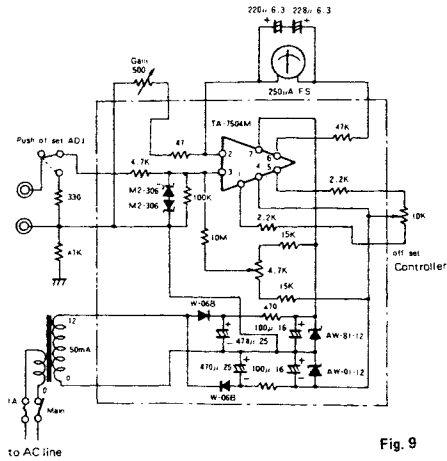 220μ 6.3 228μ 6.3
+ +
Gain
500
250μA FS
TA-7504M
Push of set ADJ
47
2
7
6
47K
4.7K
3
4
5
1
2.2K
M2-306
M2-306
100K
330
2.2K
10K
10M
15K
off set
Controller
4.7K
47K
15K
W-06B
470
12
50mA
0
470μ 25
100μ 16
AW-81-12
470μ 25
100μ 16
AW-01-12
W-06B
1A
Main
to AC line
Fig. 9